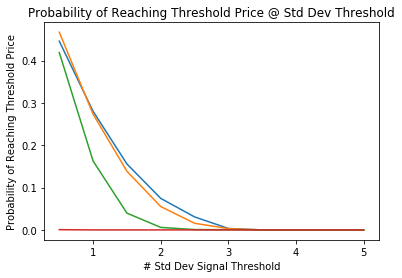 Probability of Reaching Threshold Price @ Std Dev Threshold
Probability of Reaching Threshold Price
0.4
0.3
0.2
0.1
0.0
1 2 3 4 5
# Std Dev Signal Threshold